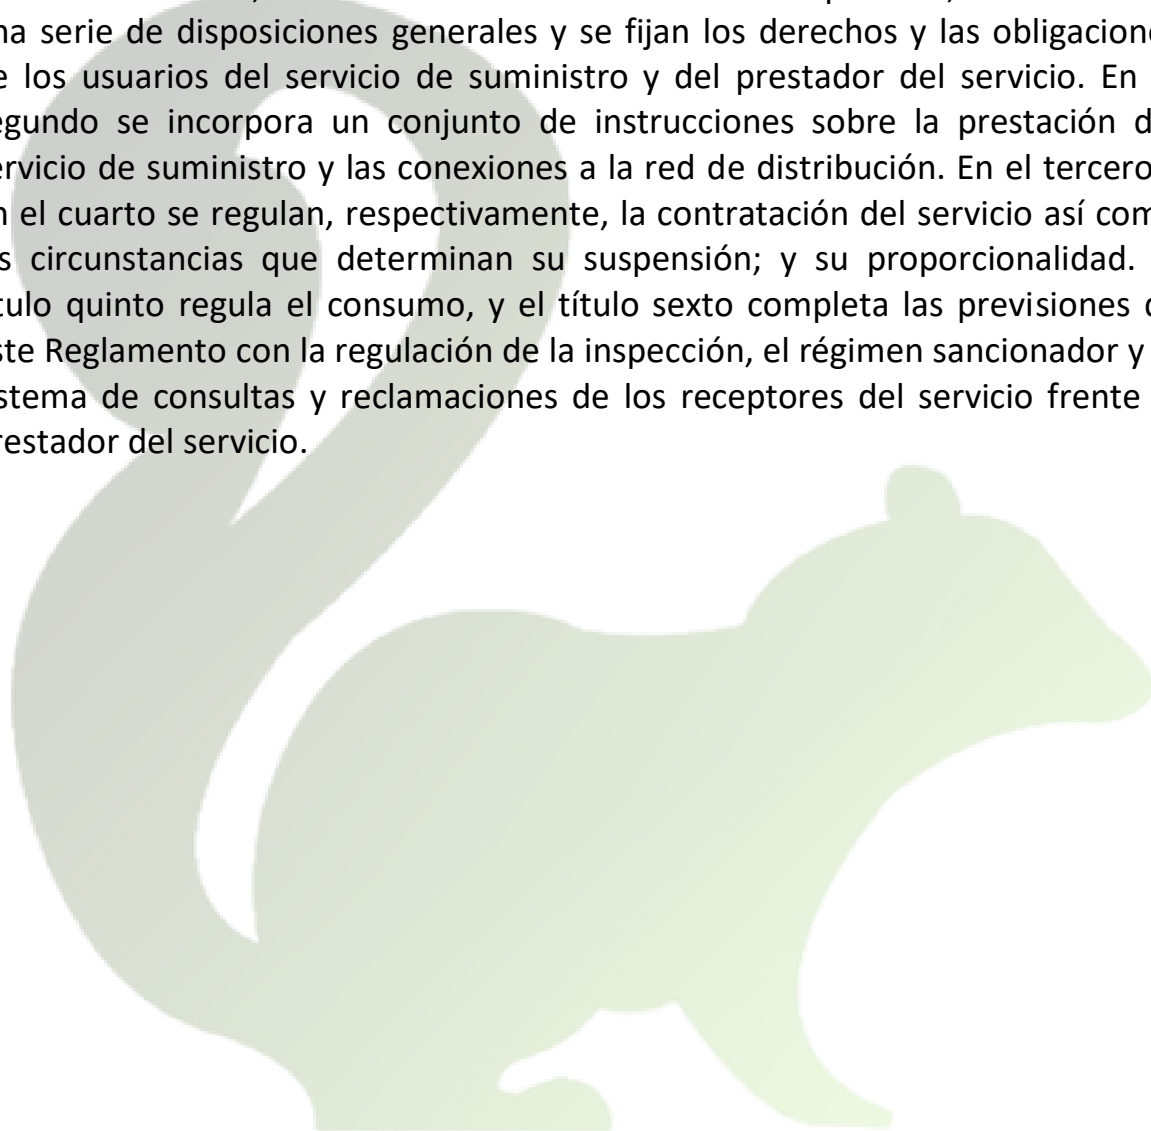 na serie de disposiciones generales y se fijan los derechos y las obligacione
e los usuarios del servicio de suministro y del prestador del servicio. En
egundo se incorpora un conjunto de instrucciones sobre la prestación d
ervicio de suministro y las conexiones a la red de distribución. En el tercero
n el cuarto se regulan, respectivamente, la contratación del servicio así com
s circunstancias que determinan su suspensión; y su proporcionalidad.
tulo quinto regula el consumo, y el título sexto completa las previsiones d
ste Reglamento con la regulación de la inspección, el régimen sancionador y
stema de consultas y reclamaciones de los receptores del servicio frente
restador del servicio.